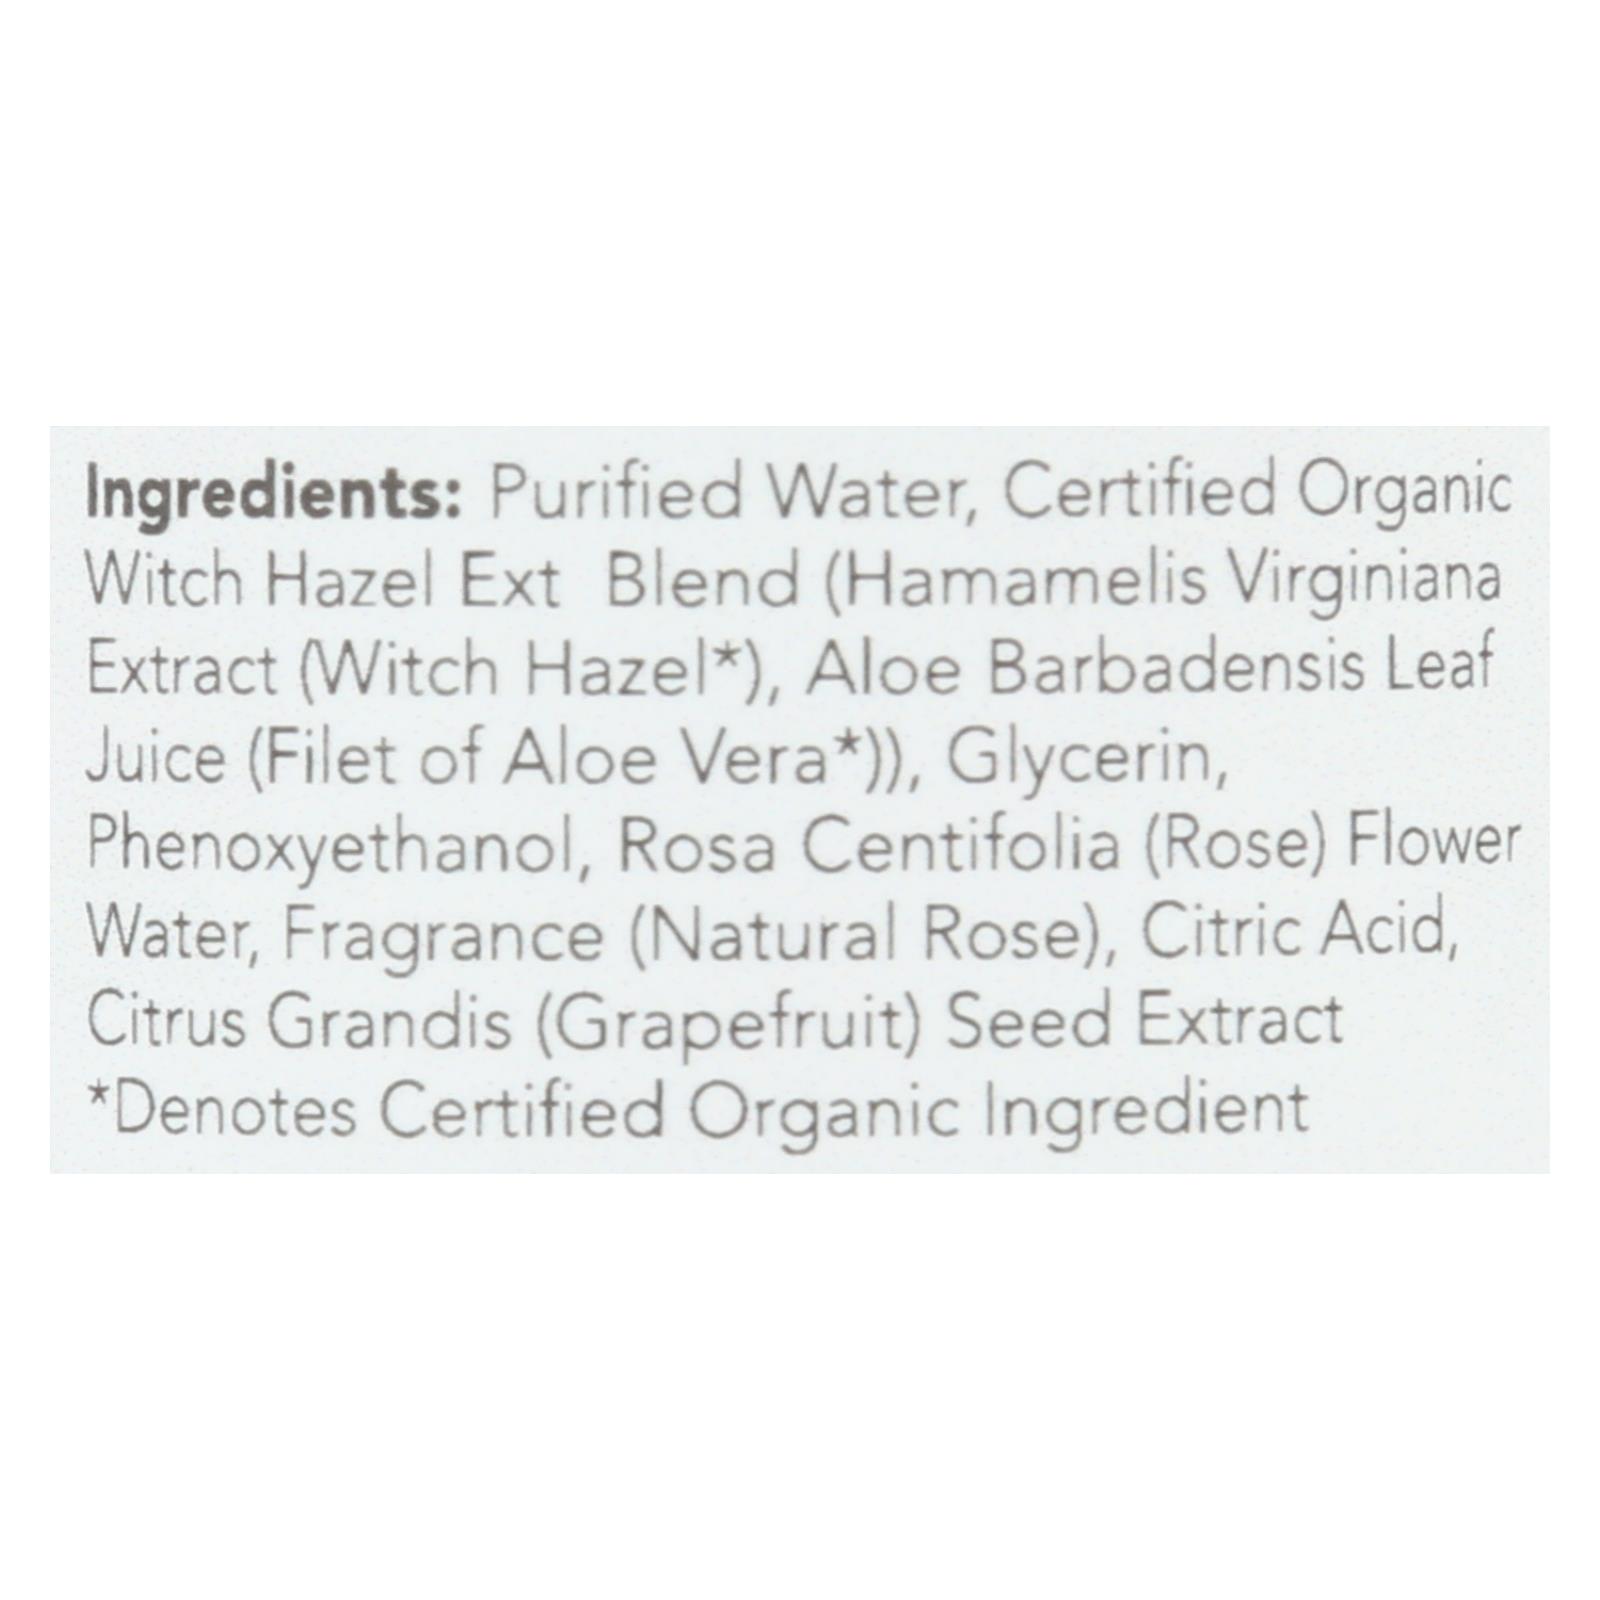 Ingredients: Purified Water, Certified Organic
Witch Hazel Ext Blend (Hamamelis Virginiana
Extract (Witch Hazel*), Aloe Barbadensis Leaf
Juice (Filet of Aloe Vera*)), Glycerin,
Phenoxyethanol, Rosa Centifolia (Rose) Flower
Water, Fragrance (Natural Rose), Citric Acid,
Citrus Grandis (Grapefruit) Seed Extract
*Denotes Certified Organic Ingredient